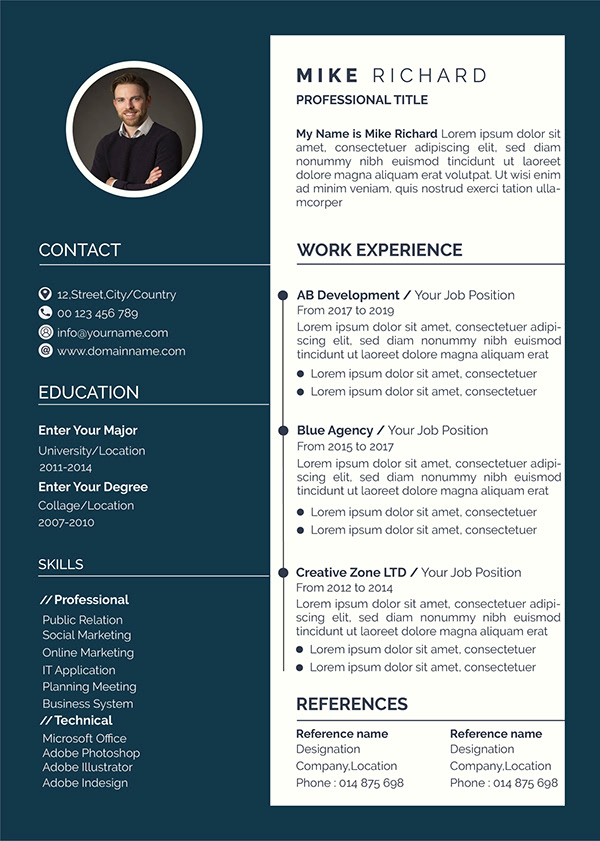 MIKE RICHARD
PROFESSIONAL TITLE
My Name is Mike Richard Lorem ipsum dolor sit
amet, consectetuer adipiscing elit, sed diam
nonummy nibh euismod tincidunt ut laoreet
dolore magna aliquam erat volutpat. Ut wisi enim
ad minim veniam, quis nostrud exerci tation ulla-
mcorper
CONTACT
12,Street,City/Country
00 123 456 789
info@yourname.com
www.domainname.com
EDUCATION
Enter Your Major
University/Location
2011-2014
Enter Your Degree
Collage/Location
2007-2010
SKILLS
//Professional
Public Relation
Social Marketing
Online Marketing
IT Application
Planning Meeting
Business System
//Technical
Microsoft Office
Adobe Photoshop
Adobe Illustrator
Adobe Indesign
WORK EXPERIENCE
AB Development / Your Job Position
From 2017 to 2019
Lorem ipsum dolor sit amet, consectetuer adipi-
scing elit, sed diam nonummy nibh euismod
tincidunt ut laoreet magna aliquam erat
Lorem ipsum dolor sit amet, consectetuer
Lorem ipsum dolor sit amet, consectetuer
Blue Agency / Your Job Position
From 2015 to 2017
Lorem ipsum dolor sit amet, consectetuer adipi-
scing elit, sed diam nonummy nibh euismod
tincidunt ut laoreet magna aliquam erat
Lorem ipsum dolor sit amet, consectetuer
Lorem ipsum dolor sit amet, consectetuer
Creative Zone LTD / Your Job Position
From 2012 to 2014
Lorem ipsum dolor sit amet, consectetuer adipi-
scing elit, sed diam nonummy nibh euismod
tincidunt ut laoreet magna aliquam erat
Lorem ipsum dolor sit amet, consectetuer
Lorem ipsum dolor sit amet, consectetuer
REFERENCES
Reference name
Designation
Company,Location
Phone : 014 875 698
Reference name
Designation
Company,Location
Phone : 014 875 698